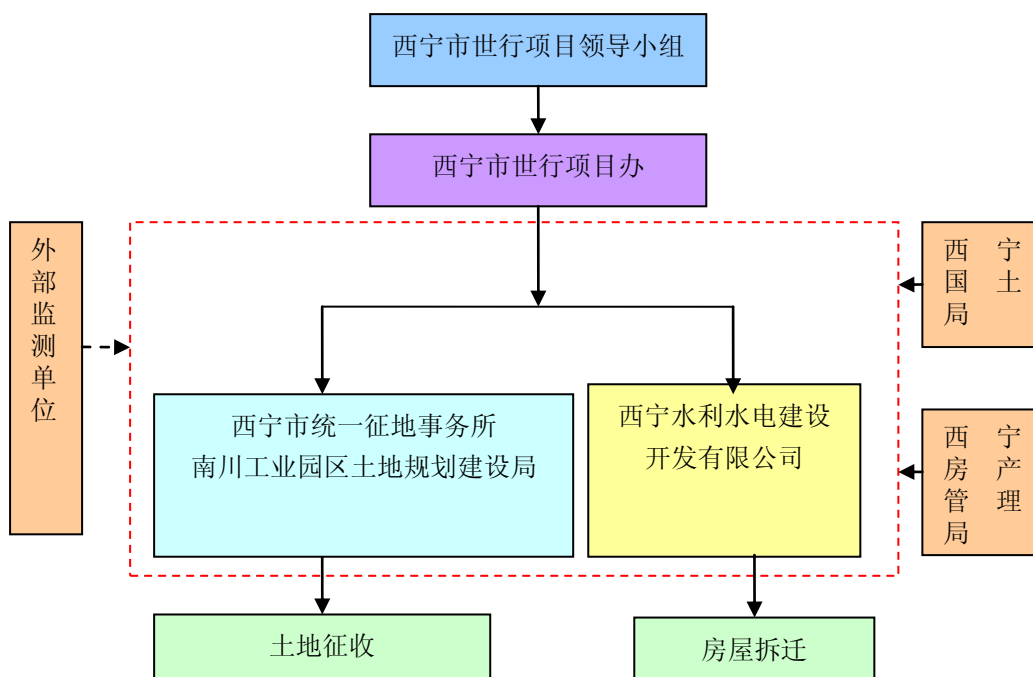 西宁市世行项目领导小组
西宁市世行项目办
外
部
监
测
单
位
西 宁
国 土
局
西宁市统一征地事务所
南川工业园区土地规划建设局
西宁水利水电建设
开发有限公司
西 宁
房 产
管 理
局
土地征收
房屋拆迁